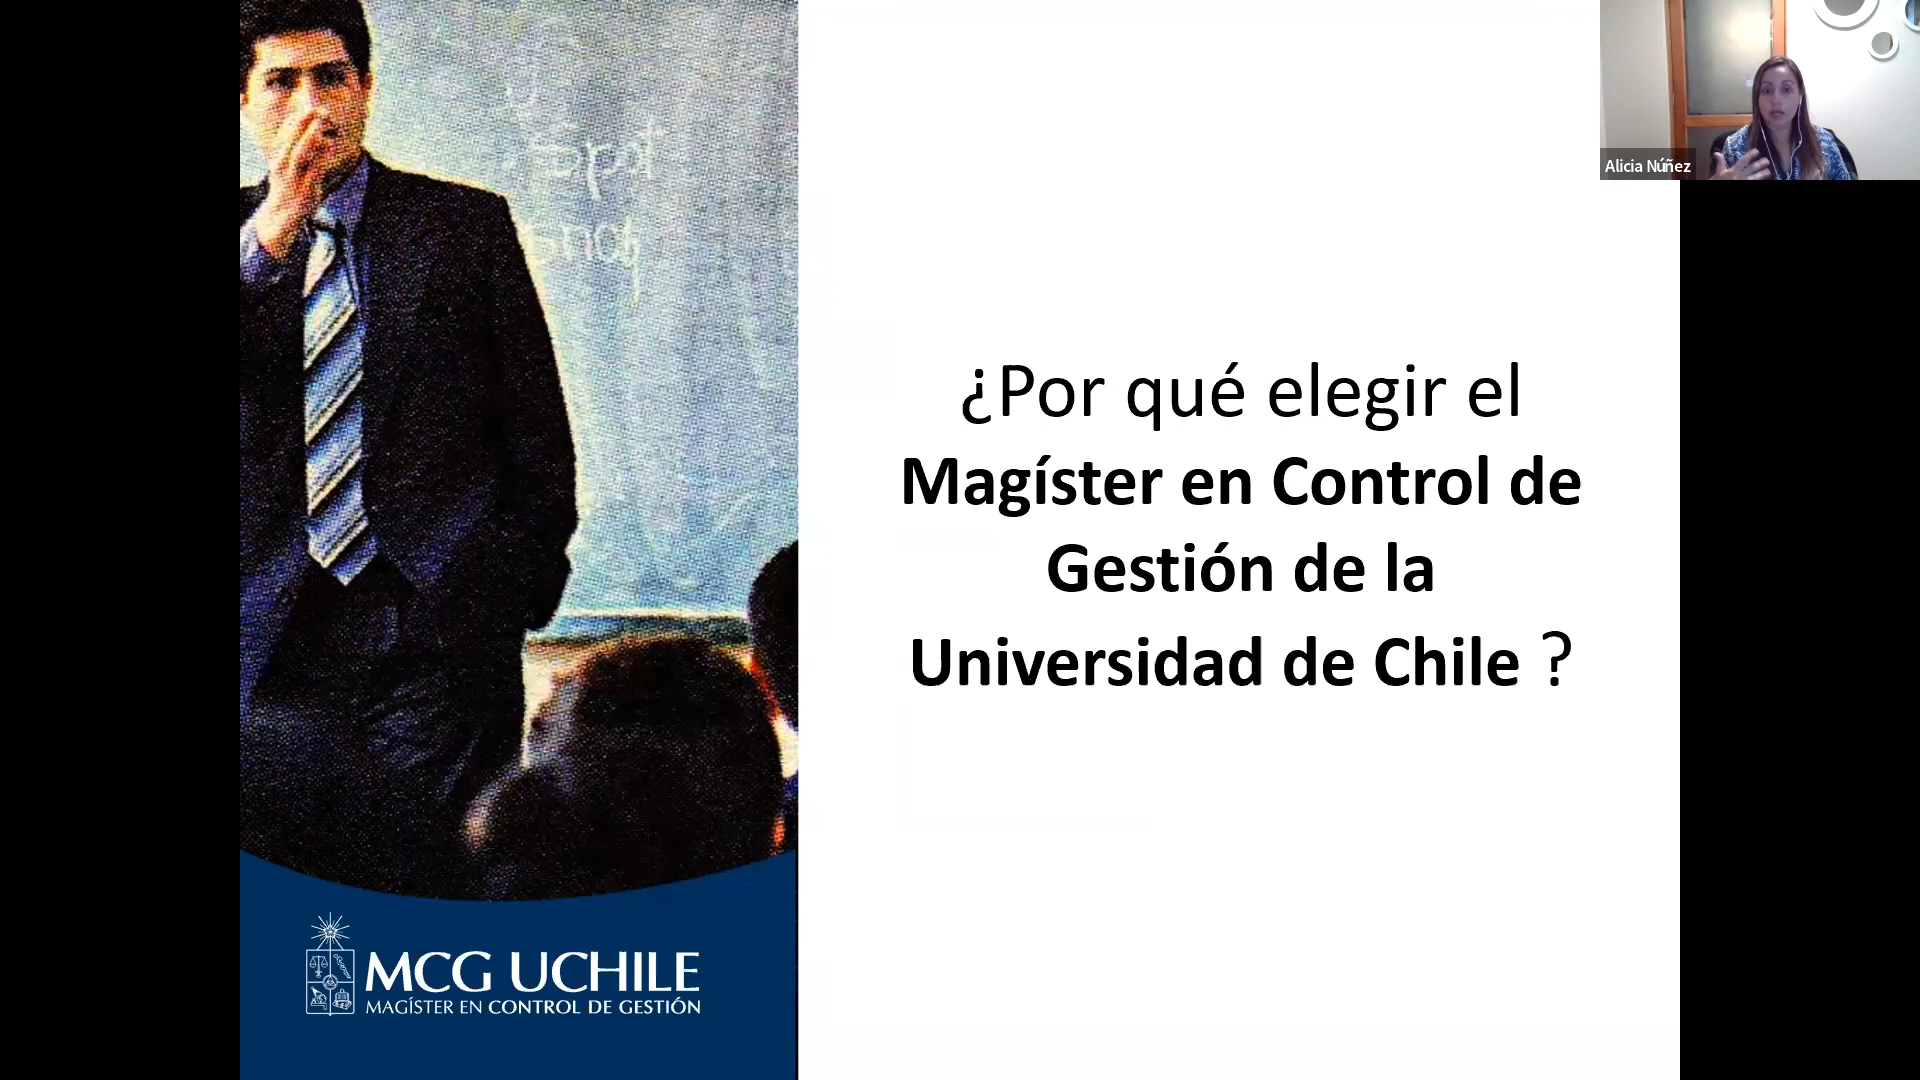 Alicia Núñez
¿Por qué elegir el
Magíster en Control de
Gestión de la
Universidad de Chile ?
MCG UCHILE
MAGÍSTER EN CONTROL DE GESTIÓN